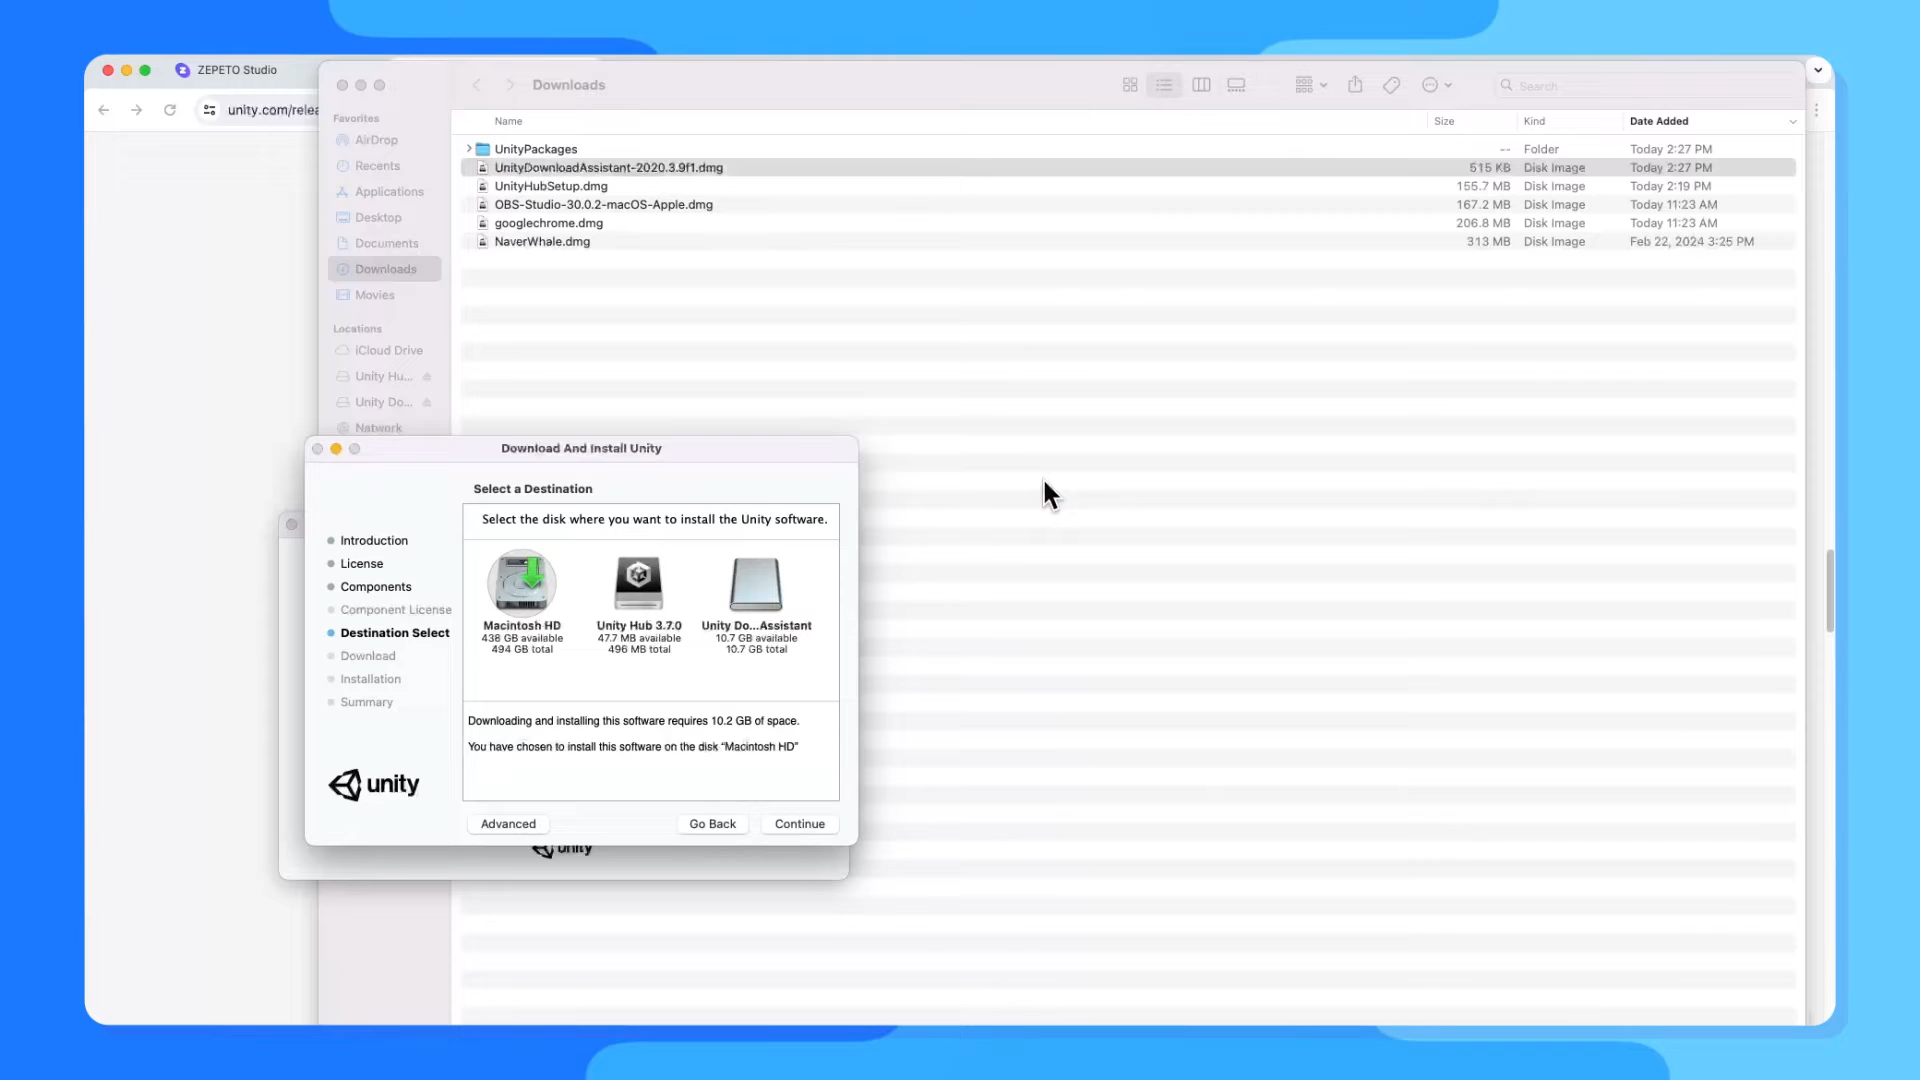 ZEPETO Studio
unity.com/relea
Downloads
Search
Favorites
AirDrop
Recents
Applications
Desktop
Documents
Downloads
Movies
Locations
iCloud Drive
Unity Hu...
Unity Do...
Network
Name Size Kind Date Added
UnityPackages -- Folder Today 2:27 PM
UnityDownloadAssistant-2020.3.9f1.dmg 515 KB Disk Image Today 2:27 PM
UnityHubSetup.dmg 155.7 MB Disk Image Today 2:19 PM
OBS-Studio-30.0.2-macOS-Apple.dmg 167.2 MB Disk Image Today 11:23 AM
googlechrome.dmg 206.8 MB Disk Image Today 11:23 AM
NaverWhale.dmg 313 MB Disk Image Feb 22, 2024 3:25 PM
Download And Install Unity
Select a Destination
Introduction
License
Components
Component License
Destination Select
Download
Installation
Summary
unity
Select the disk where you want to install the Unity software.
Macintosh HD
438 GB available
494 GB total
Unity Hub 3.7.0
47.7 MB available
496 MB total
Unity Do...Assistant
10.7 GB available
10.7 GB total
Downloading and installing this software requires 10.2 GB of space.
You have chosen to install this software on the disk “Macintosh HD”
Advanced Go Back Continue
unity